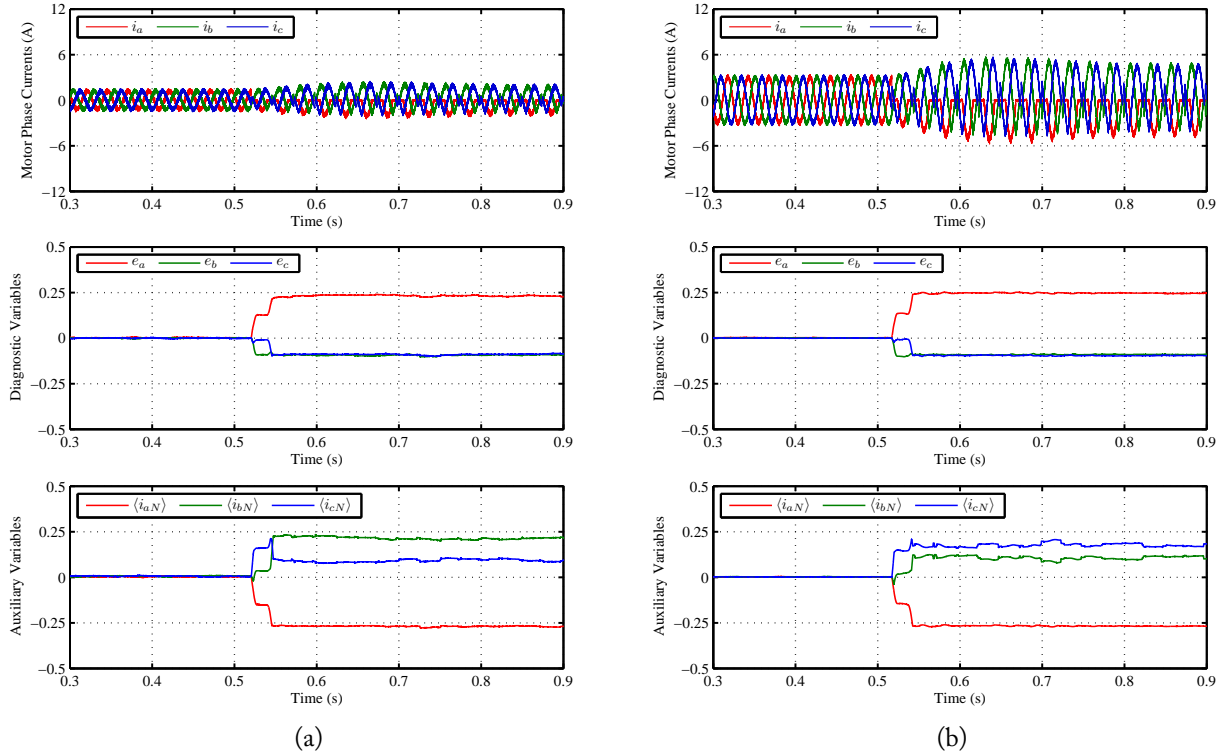 12
6
0
−6
−12
Motor Phase Currents (A)
i_a i_b i_c
0.3 0.4 0.5 0.6 0.7 0.8 0.9
Time (s)
0.5
0.25
0
−0.25
−0.5
Diagnostic Variables
e_a e_b e_c
0.3 0.4 0.5 0.6 0.7 0.8 0.9
Time (s)
0.5
0.25
0
−0.25
−0.5
Auxiliary Variables
⟨i_aN⟩ ⟨i_bN⟩ ⟨i_cN⟩
0.3 0.4 0.5 0.6 0.7 0.8 0.9
Time (s)
(a)
12
6
0
−6
−12
Motor Phase Currents (A)
i_a i_b i_c
0.3 0.4 0.5 0.6 0.7 0.8 0.9
Time (s)
0.5
0.25
0
−0.25
−0.5
Diagnostic Variables
e_a e_b e_c
0.3 0.4 0.5 0.6 0.7 0.8 0.9
Time (s)
0.5
0.25
0
−0.25
−0.5
Auxiliary Variables
⟨i_aN⟩ ⟨i_bN⟩ ⟨i_cN⟩
0.3 0.4 0.5 0.6 0.7 0.8 0.9
Time (s)
(b)